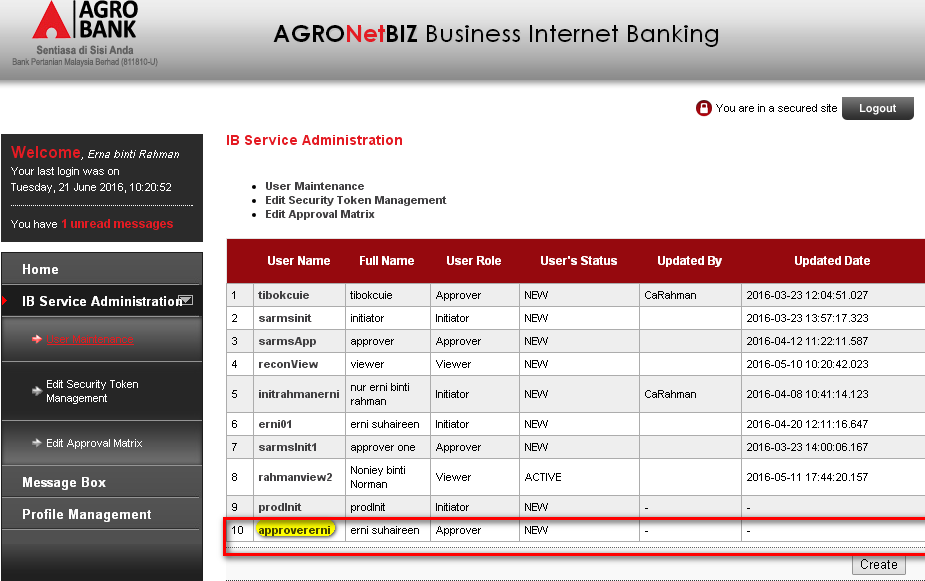 AGRO
BANK
Sentiasa di Sisi Anda
Bank Pertanian Malaysia Berhad (811810-U)
AGRONetBIZ Business Internet Banking
You are in a secured site Logout
Welcome, Erna binti Rahman
Your last login was on
Tuesday, 21 June 2016, 10:20:52
You have 1 unread messages
Home
IB Service Administration
User Maintenance
Edit Security Token
Management
Edit Approval Matrix
Message Box
Profile Management
IB Service Administration
User Maintenance
Edit Security Token Management
Edit Approval Matrix
User Name Full Name User Role User's Status Updated By Updated Date
1 tibokcuie tibokcuie Approver NEW CaRahman 2016-03-23 12:04:51.027
2 sarmsinit initiator Initiator NEW 2016-03-23 13:57:17.323
3 sarmsApp approver Approver NEW 2016-04-12 11:22:11.587
4 reconView viewer Viewer NEW 2016-05-10 10:20:42.023
5 initrahmanerni nur erni binti rahman Initiator NEW CaRahman 2016-04-08 10:41:14.123
6 erni01 erni suhaireen Initiator NEW 2016-04-20 12:11:16.647
7 sarmsInit1 approver one Approver NEW 2016-03-23 14:00:06.167
8 rahmanview2 Noniey binti Norman Viewer ACTIVE 2016-05-11 17:44:20.157
9 prodInit prodInit Initiator NEW - -
10 approvererni erni suhaireen Approver NEW - -
Create